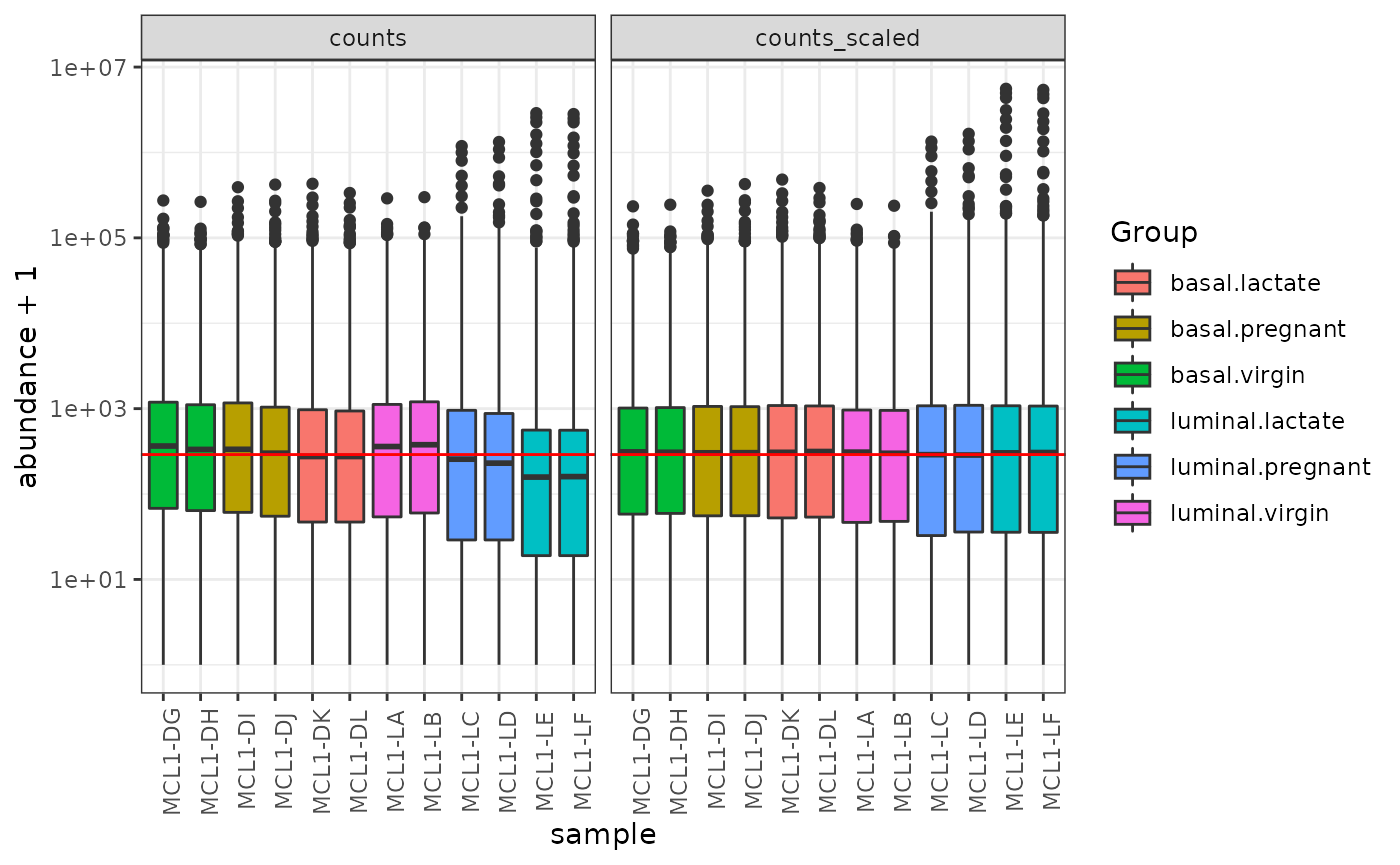 counts
counts_scaled
1e+07
1e+05
1e+03
1e+01
abundance + 1
MCL1-DG
MCL1-DH
MCL1-DI
MCL1-DJ
MCL1-DK
MCL1-DL
MCL1-LA
MCL1-LB
MCL1-LC
MCL1-LD
MCL1-LE
MCL1-LF
MCL1-DG
MCL1-DH
MCL1-DI
MCL1-DJ
MCL1-DK
MCL1-DL
MCL1-LA
MCL1-LB
MCL1-LC
MCL1-LD
MCL1-LE
MCL1-LF
sample
Group
basal.lactate
basal.pregnant
basal.virgin
luminal.lactate
luminal.pregnant
luminal.virgin